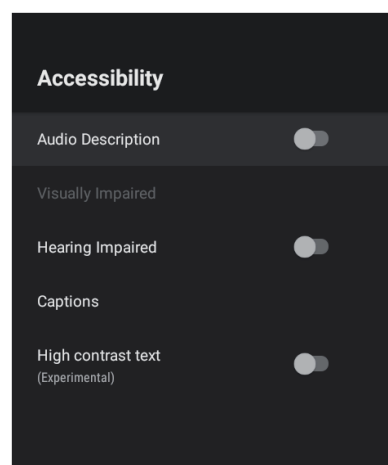 Accessibility
Audio Description
Visually Impaired
Hearing Impaired
Captions
High contrast text
(Experimental)